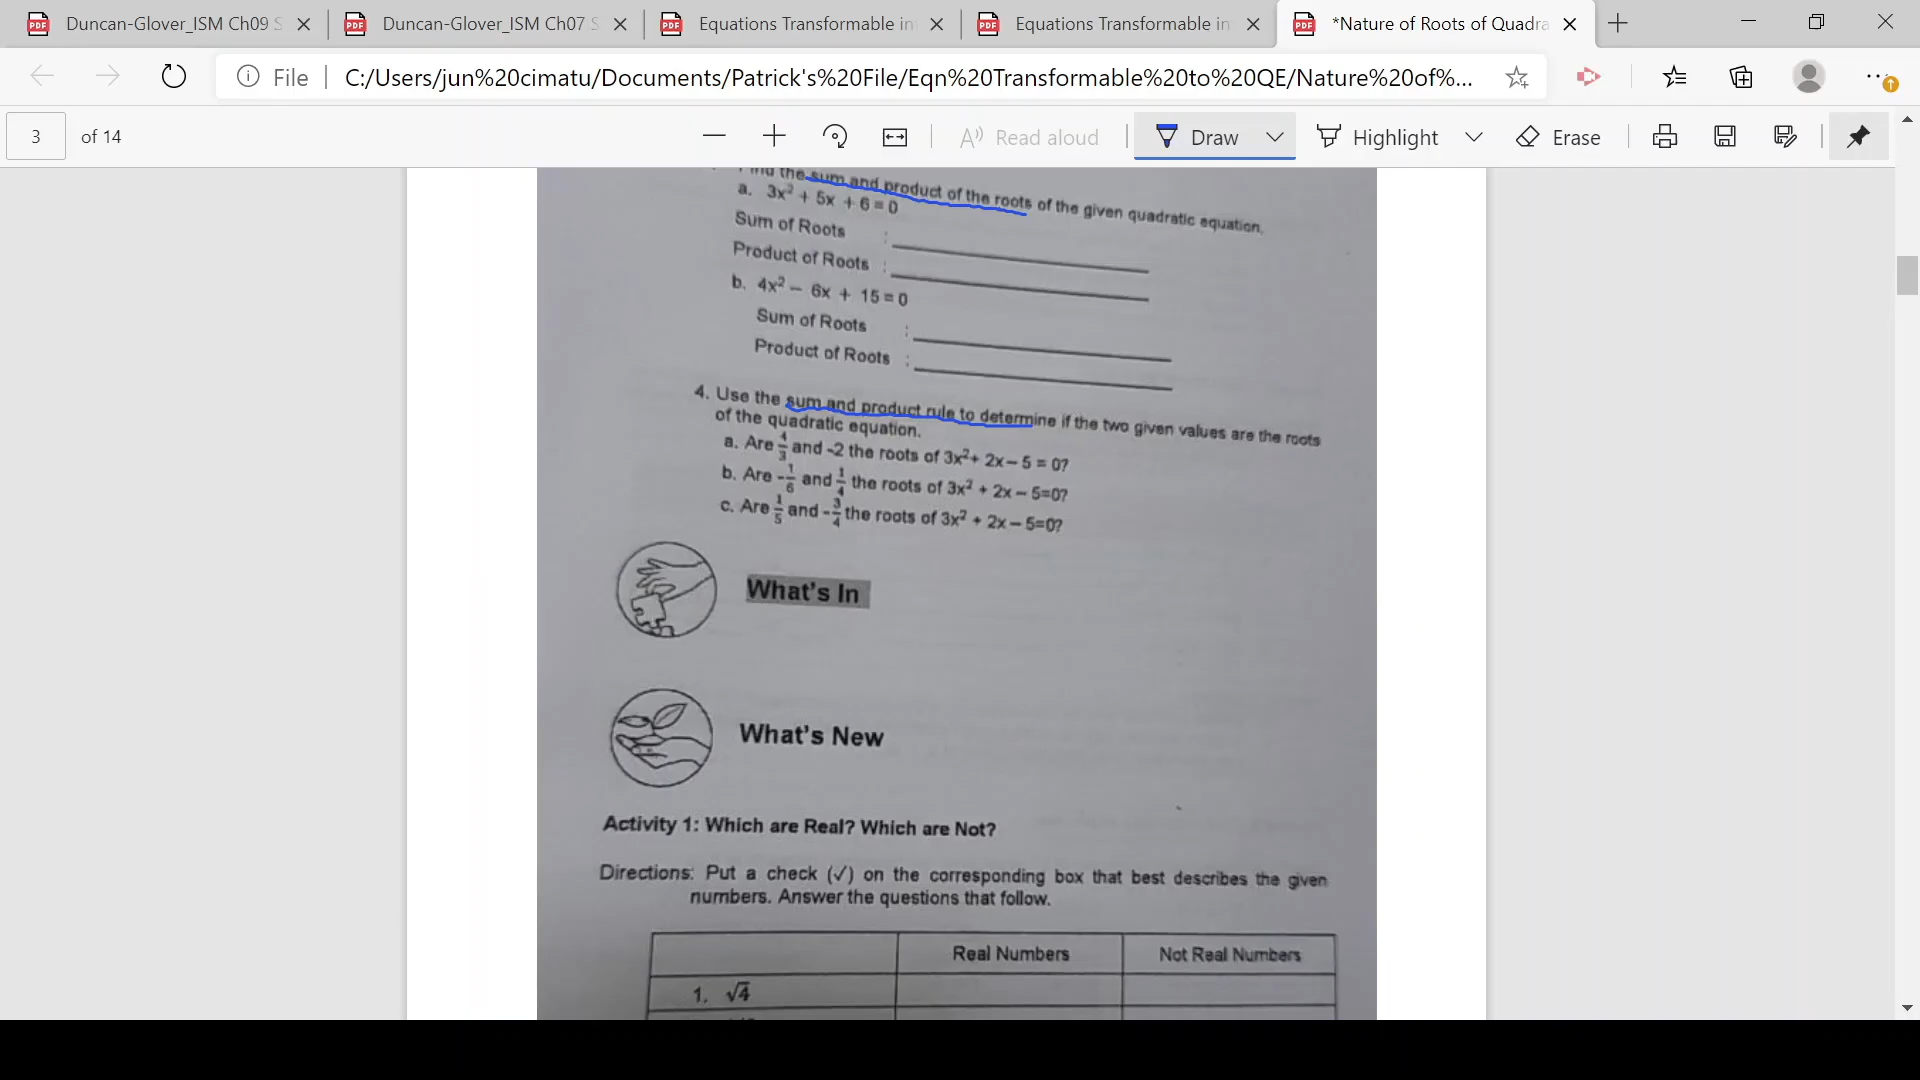 Duncan-Glover_ISM Ch09 S
Duncan-Glover_ISM Ch07 S
Equations Transformable in
Equations Transformable in
*Nature of Roots of Quadra
File
C:/Users/jun%20cimatu/Documents/Patrick's%20File/Eqn%20Transformable%20to%20QE/Nature%20of%...
3 of 14
Read aloud
Draw
Highlight
Erase
the sum and product of the roots of the given quadratic equation.
a. 3x² + 5x + 6 = 0
Sum of Roots :
Product of Roots :
b. 4x² – 6x + 15 = 0
Sum of Roots :
Product of Roots :
4. Use the sum and product rule to determine if the two given values are the roots
of the quadratic equation.
a. Are 4/3 and -2 the roots of 3x²+ 2x – 5 = 0?
b. Are -1/6 and 1/4 the roots of 3x² + 2x – 5=0?
c. Are 1/5 and -3/4 the roots of 3x² + 2x – 5=0?
What's In
What's New
Activity 1: Which are Real? Which are Not?
Directions: Put a check (✓) on the corresponding box that best describes the given
numbers. Answer the questions that follow.
Real Numbers
Not Real Numbers
1. √4